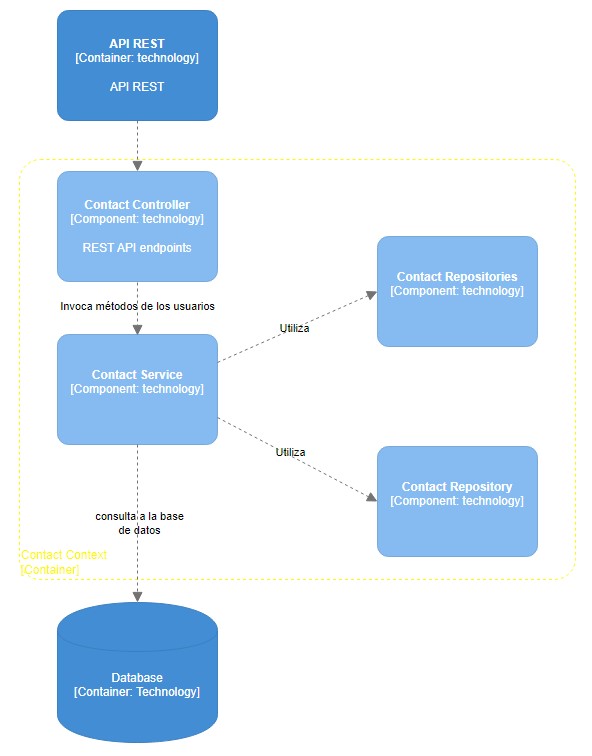 API REST
[Container: technology]
API REST
Contact Controller
[Component: technology]
REST API endpoints
Invoca métodos de los usuarios
Contact Repositories
[Component: technology]
Utiliza
Contact Service
[Component: technology]
Utiliza
Contact Repository
[Component: technology]
consulta a la base
de datos
Contact Context
[Container]
Database
[Container: Technology]